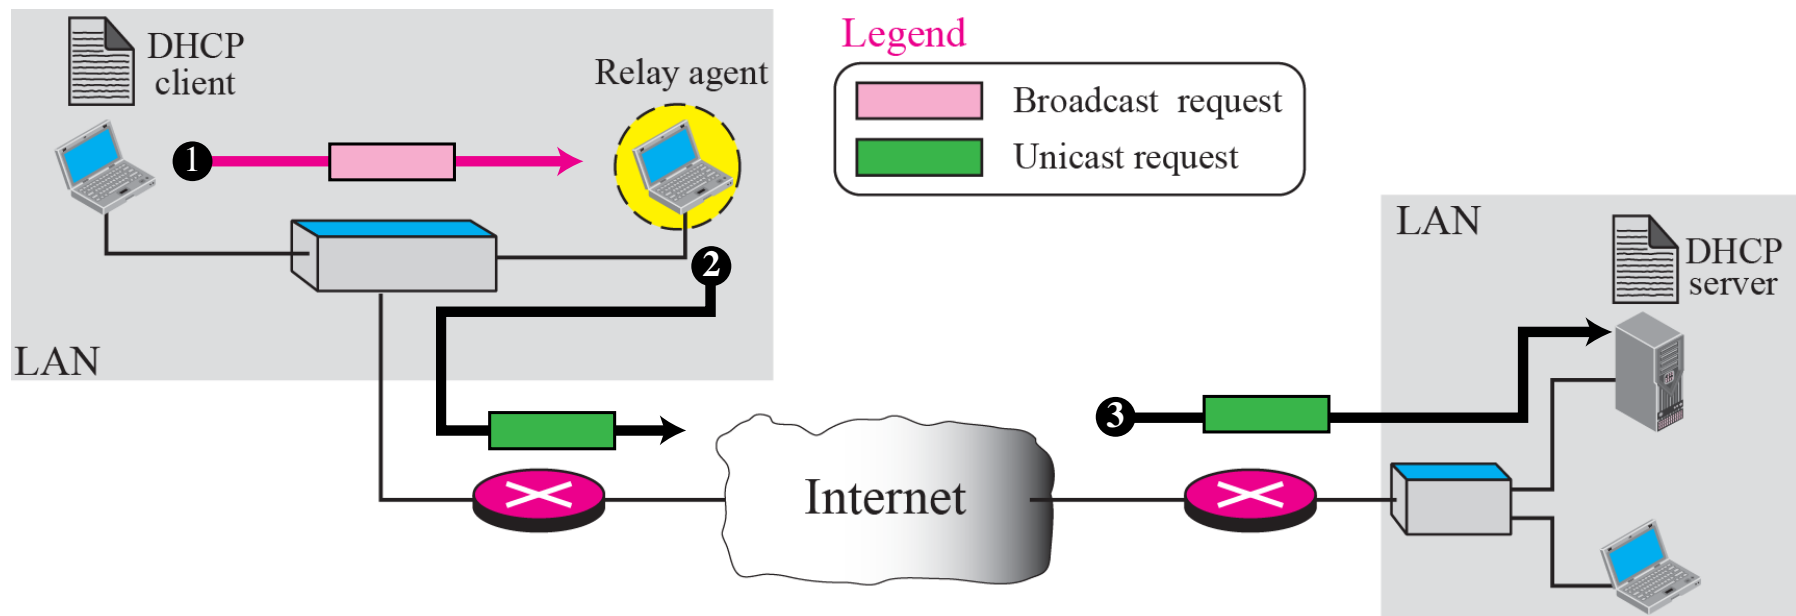 DHCP
client
Relay agent
1
2
LAN
Legend
Broadcast request
Unicast request
LAN
DHCP
server
3
Internet